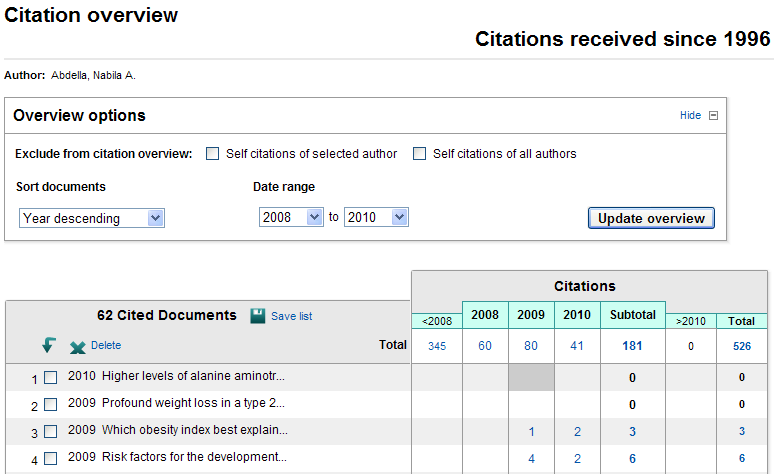 Citation overview
Citations received since 1996
Author: Abdella, Nabila A.
Overview options
Hide
Exclude from citation overview: Self citations of selected author Self citations of all authors
Sort documents Date range
Year descending 2008 to 2010 Update overview
Citations
62 Cited Documents Save list <2008 2008 2009 2010 Subtotal >2010 Total
Delete Total 345 60 80 41 181 0 526
1 2010 Higher levels of alanine aminotr... 0 0
2 2009 Profound weight loss in a type 2... 0 0
3 2009 Which obesity index best explain... 1 2 3 3
4 2009 Risk factors for the development... 4 2 6 6